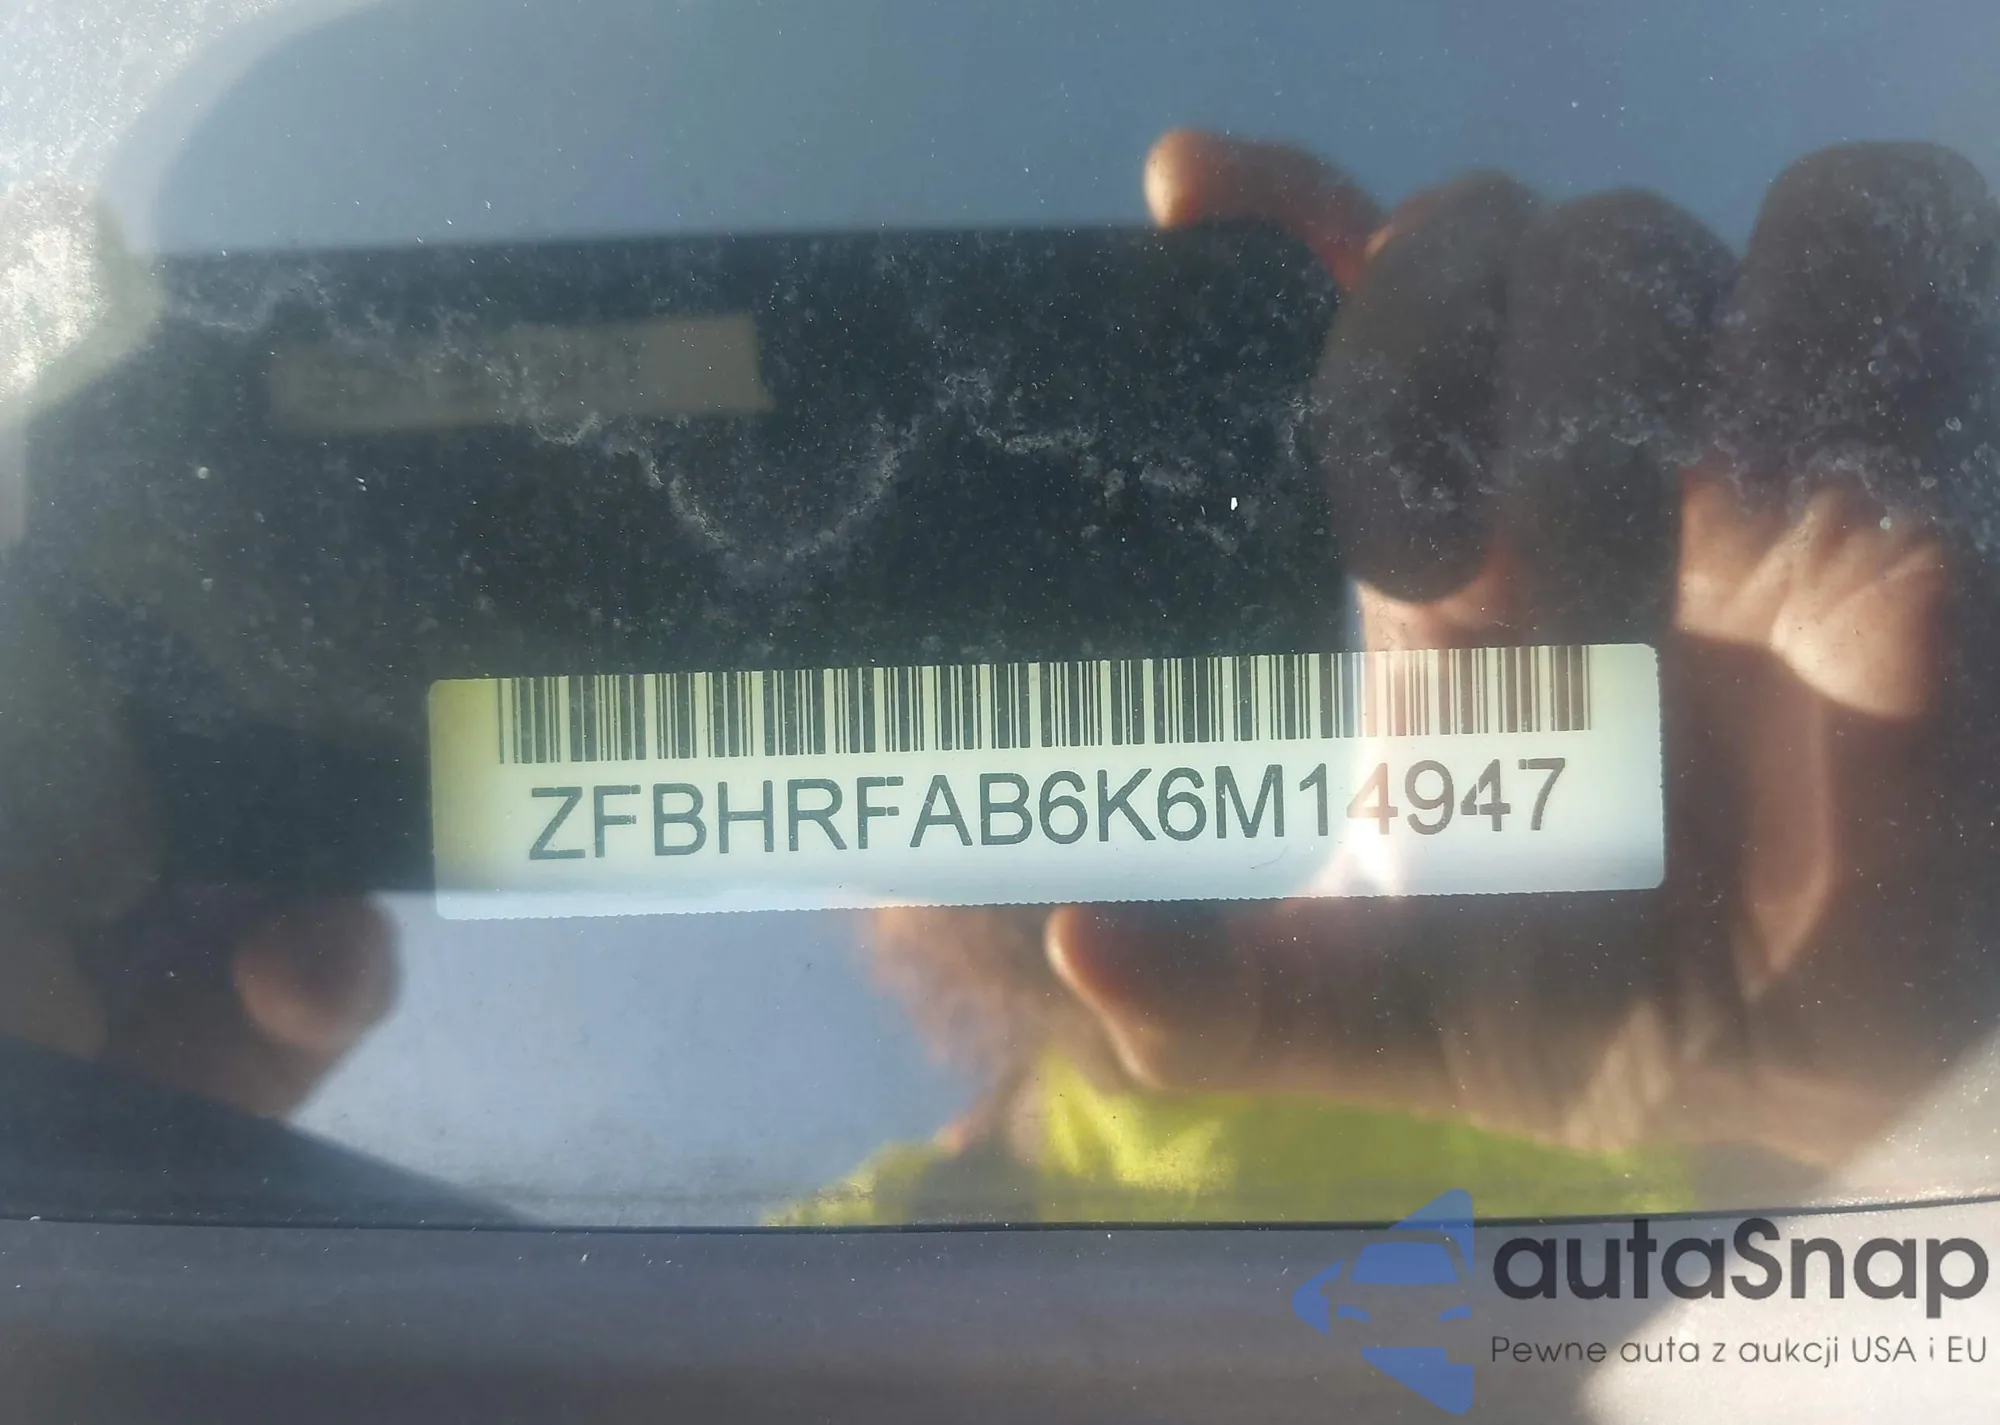 ZFBHRFAB6K6M14947
autaSnap
Pewne auta z aukcji USA i EU